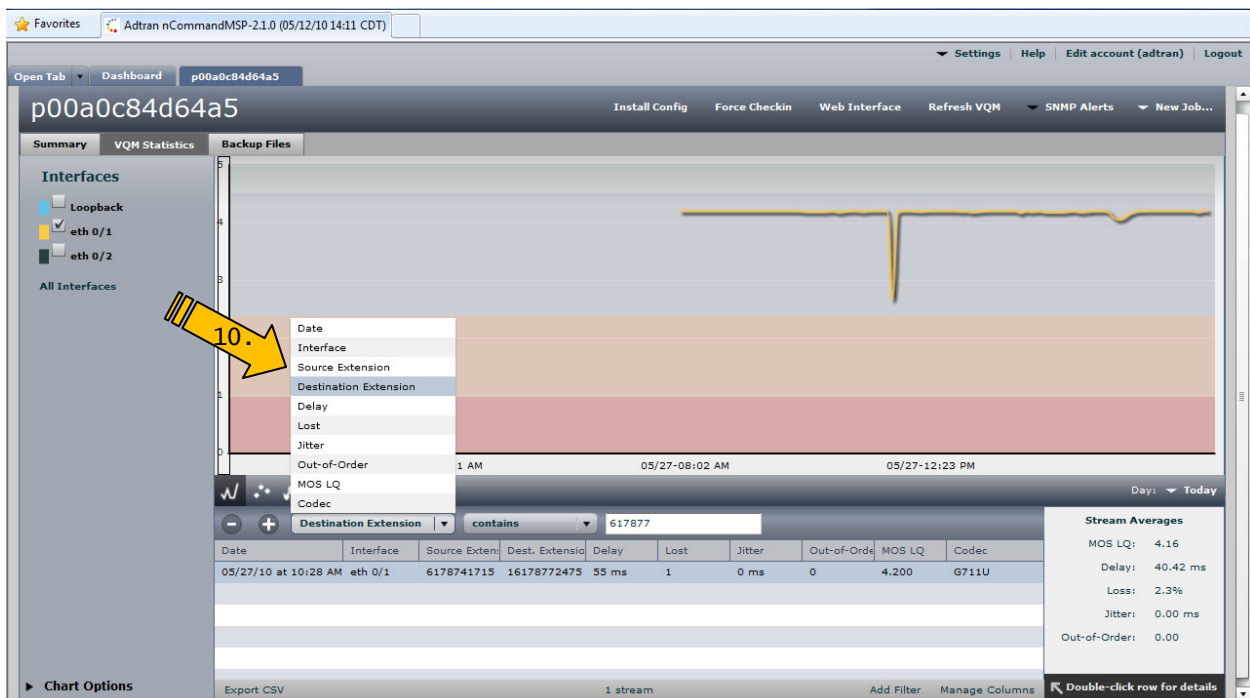 Favorites
Adtran nCommandMSP-2.1.0 (05/12/10 14:11 CDT)
Settings Help Edit account (adtran) Logout
Open Tab Dashboard p00a0c84d64a5
p00a0c84d64a5
Install Config Force Checkin Web Interface Refresh VQM SNMP Alerts New Job...
Summary VQM Statistics Backup Files
Interfaces
Loopback
eth 0/1
eth 0/2
All Interfaces
5
4
3
1
0
10.
Date
Interface
Source Extension
Destination Extension
Delay
Lost
Jitter
Out-of-Order
MOS LQ
Codec
1 AM 05/27-08:02 AM 05/27-12:23 PM
Day: Today
Destination Extension contains 617877
Date Interface Source Exten Dest. Extensio Delay Lost Jitter Out-of-Orde MOS LQ Codec
05/27/10 at 10:28 AM eth 0/1 6178741715 16178772475 55 ms 1 0 ms 0 4.200 G711U
Stream Averages
MOS LQ: 4.16
Delay: 40.42 ms
Loss: 2.3%
Jitter: 0.00 ms
Out-of-Order: 0.00
Chart Options
Export CSV 1 stream Add Filter Manage Columns
Double-click row for details